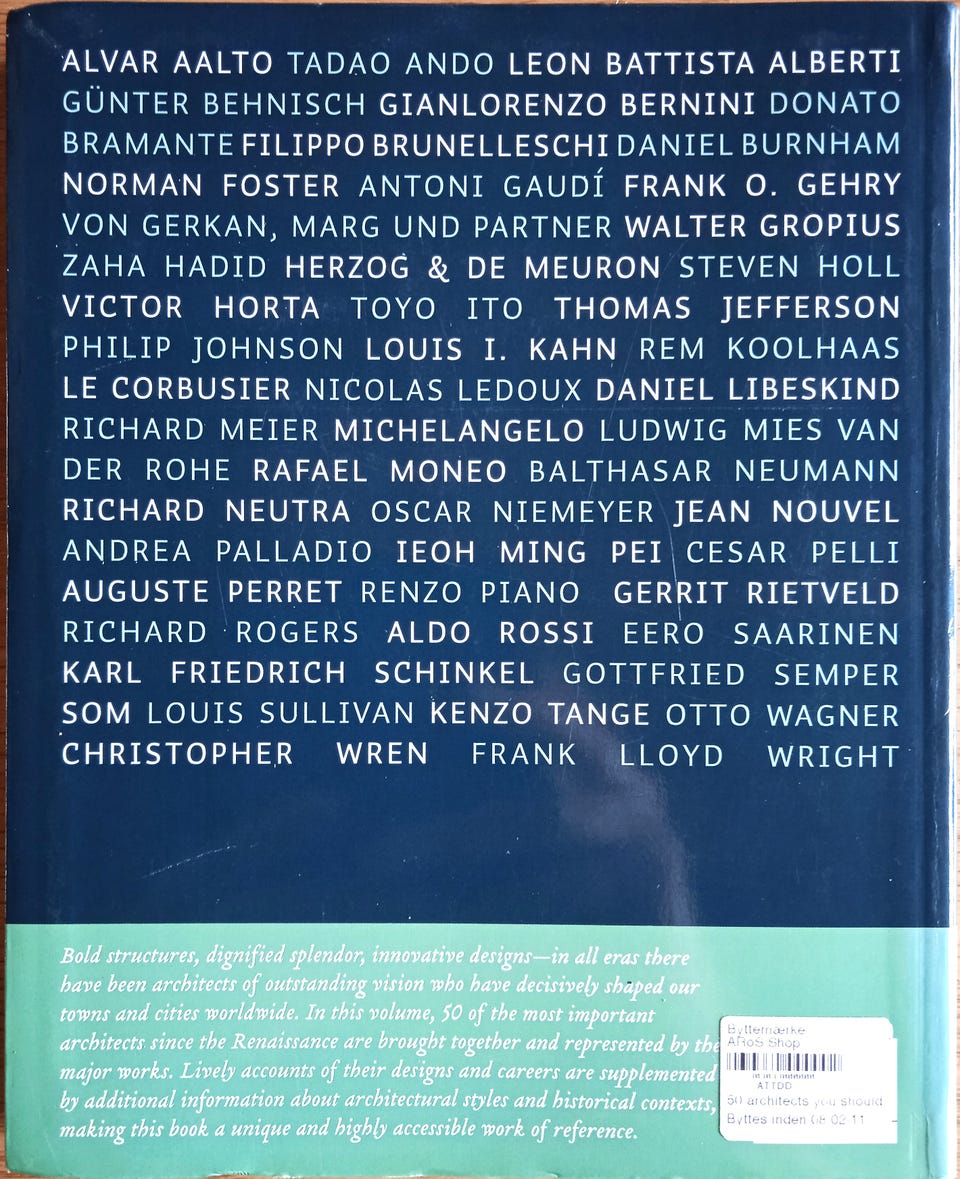 ALVAR AALTO TADAO ANDO LEON BATTISTA ALBERTI
GÜNTER BEHNISCH GIANLORENZO BERNINI DONATO
BRAMANTE FILIPPO BRUNELLESCHI DANIEL BURNHAM
NORMAN FOSTER ANTONI GAUDÍ FRANK O. GEHRY
VON GERKAN, MARG UND PARTNER WALTER GROPIUS
ZAHA HADID HERZOG & DE MEURON STEVEN HOLL
VICTOR HORTA TOYO ITO THOMAS JEFFERSON
PHILIP JOHNSON LOUIS I. KAHN REM KOOLHAAS
LE CORBUSIER NICOLAS LEDOUX DANIEL LIBESKIND
RICHARD MEIER MICHELANGELO LUDWIG MIES VAN
DER ROHE RAFAEL MONEO BALTHASAR NEUMANN
RICHARD NEUTRA OSCAR NIEMEYER JEAN NOUVEL
ANDREA PALLADIO IEOH MING PEI CESAR PELLI
AUGUSTE PERRET RENZO PIANO GERRIT RIETVELD
RICHARD ROGERS ALDO ROSSI EERO SAARINEN
KARL FRIEDRICH SCHINKEL GOTTFRIED SEMPER
SOM LOUIS SULLIVAN KENZO TANGE OTTO WAGNER
CHRISTOPHER WREN FRANK LLOYD WRIGHT
Bold structures, dignified splendor, innovative designs—in all eras there
have been architects of outstanding vision who have decisively shaped our
towns and cities worldwide. In this volume, 50 of the most important
architects since the Renaissance are brought together and represented by the
major works. Lively accounts of their designs and careers are supplemented
by additional information about architectural styles and historical contexts,
making this book a unique and highly accessible work of reference.
Byttemærke
ARoS Shop
ATTDD
50 architects you should
Byttes inden 08 02 11